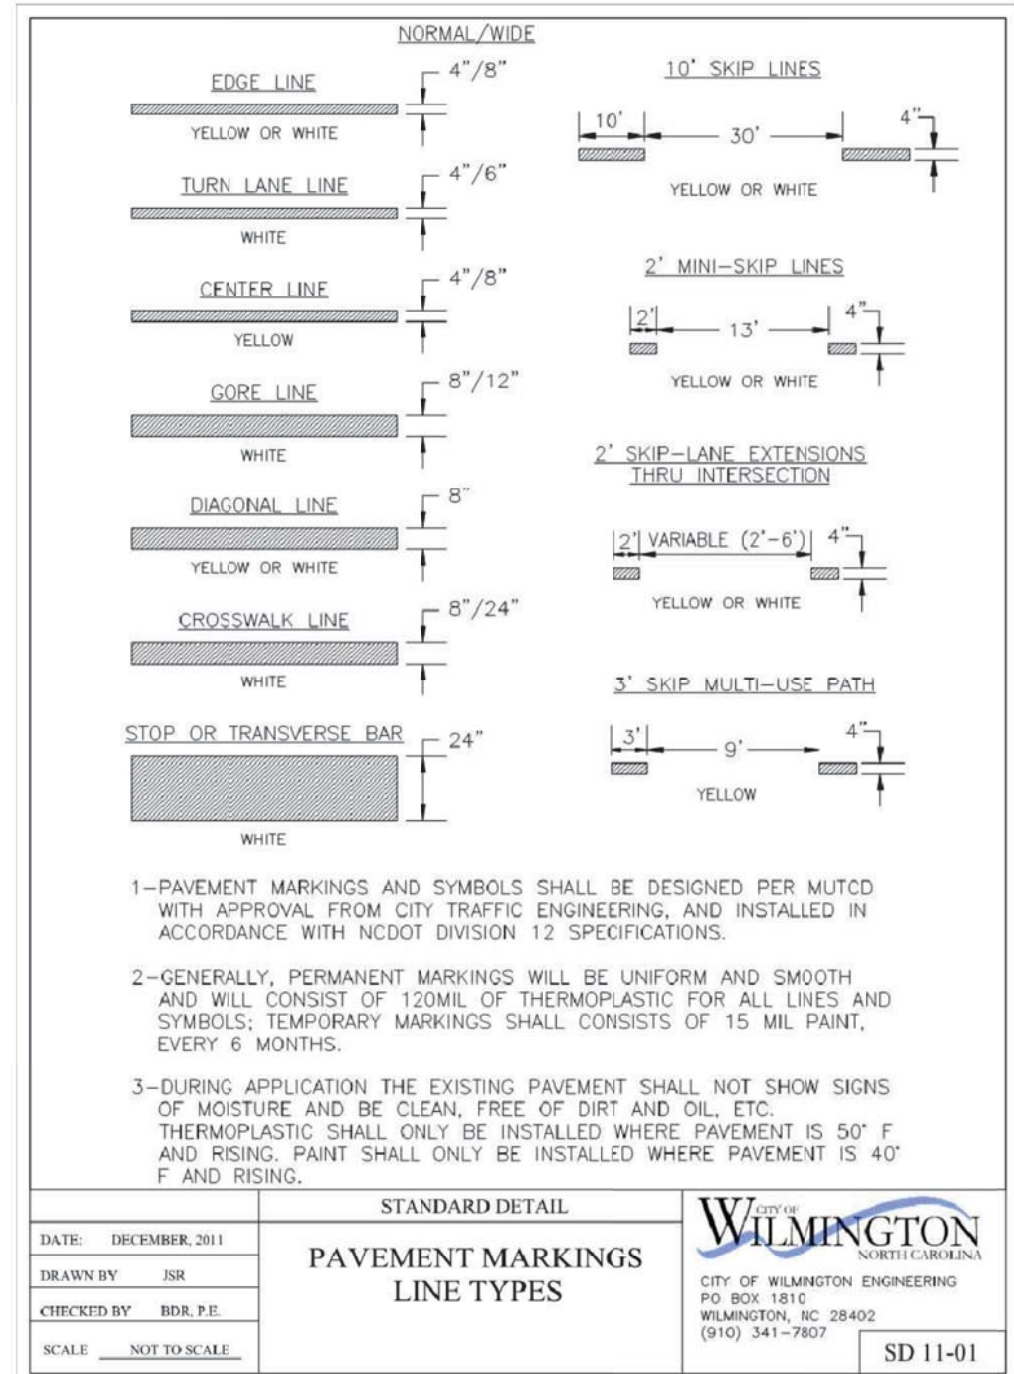 NORMAL/WIDE
EDGE LINE
4"/8"
YELLOW OR WHITE
TURN LANE LINE
4"/6"
WHITE
CENTER LINE
4"/8"
YELLOW
GORE LINE
8"/12"
WHITE
DIAGONAL LINE
8"
YELLOW OR WHITE
CROSSWALK LINE
8"/24"
WHITE
STOP OR TRANSVERSE BAR
24"
WHITE
10' SKIP LINES
10'
30'
4"
YELLOW OR WHITE
2' MINI-SKIP LINES
2'
13'
4"
YELLOW OR WHITE
2' SKIP-LANE EXTENSIONS
THRU INTERSECTION
2'
VARIABLE (2'-6')
4"
YELLOW OR WHITE
3' SKIP MULTI-USE PATH
3'
9'
4"
YELLOW
1-PAVEMENT MARKINGS AND SYMBOLS SHALL BE DESIGNED PER MUTCD
WITH APPROVAL FROM CITY TRAFFIC ENGINEERING, AND INSTALLED IN
ACCORDANCE WITH NCDOT DIVISION 12 SPECIFICATIONS.
2-GENERALLY, PERMANENT MARKINGS WILL BE UNIFORM AND SMOOTH
AND WILL CONSIST OF 120MIL OF THERMOPLASTIC FOR ALL LINES AND
SYMBOLS; TEMPORARY MARKINGS SHALL CONSISTS OF 15 MIL PAINT,
EVERY 6 MONTHS.
3-DURING APPLICATION THE EXISTING PAVEMENT SHALL NOT SHOW SIGNS
OF MOISTURE AND BE CLEAN, FREE OF DIRT AND OIL, ETC.
THERMOPLASTIC SHALL ONLY BE INSTALLED WHERE PAVEMENT IS 50° F
AND RISING. PAINT SHALL ONLY BE INSTALLED WHERE PAVEMENT IS 40°
F AND RISING.
STANDARD DETAIL
DATE: DECEMBER, 2011
DRAWN BY JSR
CHECKED BY BDR, P.E.
SCALE NOT TO SCALE
PAVEMENT MARKINGS
LINE TYPES
CITY OF
WILMINGTON
NORTH CAROLINA
CITY OF WILMNGTON ENGINEERING
PO BOX 1810
WILMINGTON, NC 28402
(910) 341-7807
SD 11-01